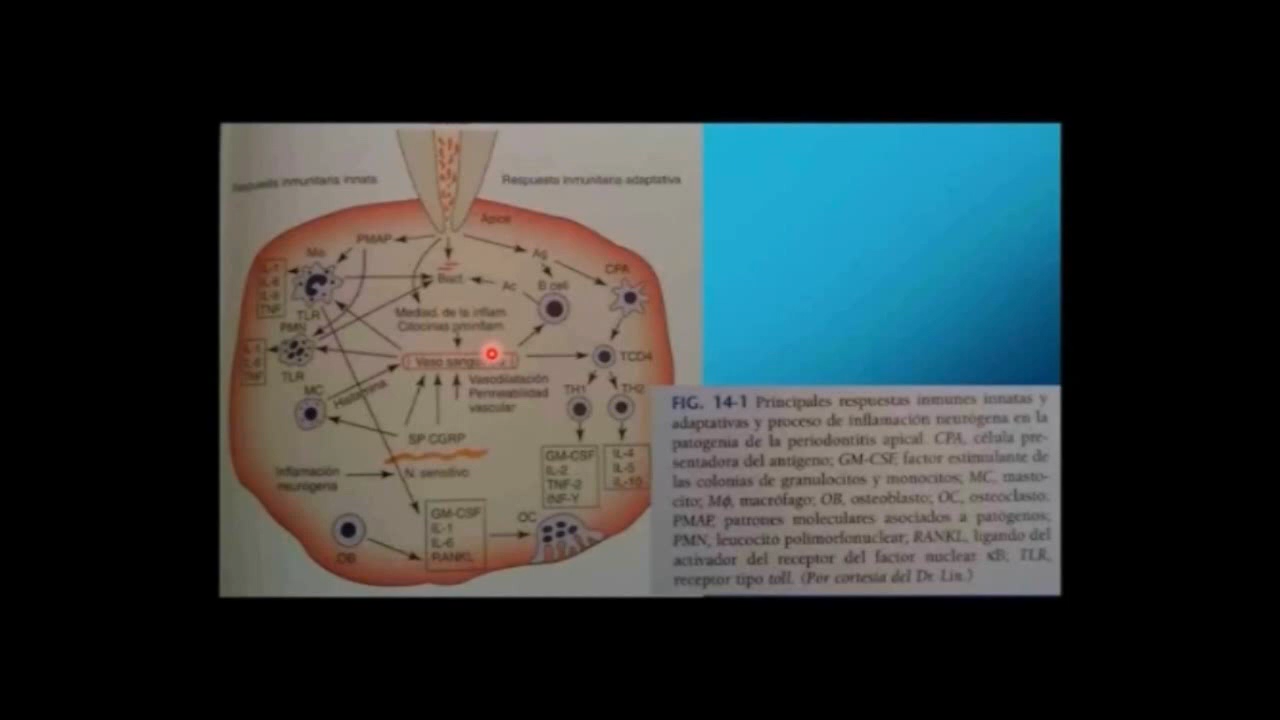 Respuesta inmunitaria innata
Respuesta inmunitaria adaptativa
Ápice
PMAP
Ag
Mø
CPA
Bact.
Ac
B cell
IL-1
IL-6
IL-8
TNF
TLR
Mediad. de la inflam.
Citocinas proinflam.
PMN
TCD4
Vaso
IL-6
TNF
TLR
Vasodilatación
Permeabilidad
vascular
TH1
TH2
MC
Histamina
SP CGRP
GM-CSF
IL-2
TNF-2
INF-Y
IL-4
IL-5
IL-10
Inflamación
neurógena
N. sensitivo
GM-CSF
IL-1
IL-6
RANKL
OC
OB
FIG. 14-1 Principales respuestas inmunes innatas y
adaptativas y proceso de inflamación neurógena en la
patogenia de la periodontitis apical. CPA, célula pre-
sentadora del antígeno; GM-CSF, factor estimulante de
las colonias de granulocitos y monocitos; MC, masto-
cito; Mϕ, macrófago; OB, osteoblasto; OC, osteoclasto;
PMAP, patrones moleculares asociados a patógenos;
PMN, leucocito polimorfonuclear; RANKL, ligando del
activador del receptor del factor nuclear κB; TLR,
receptor tipo toll. (Por cortesía del Dr. Lin.)